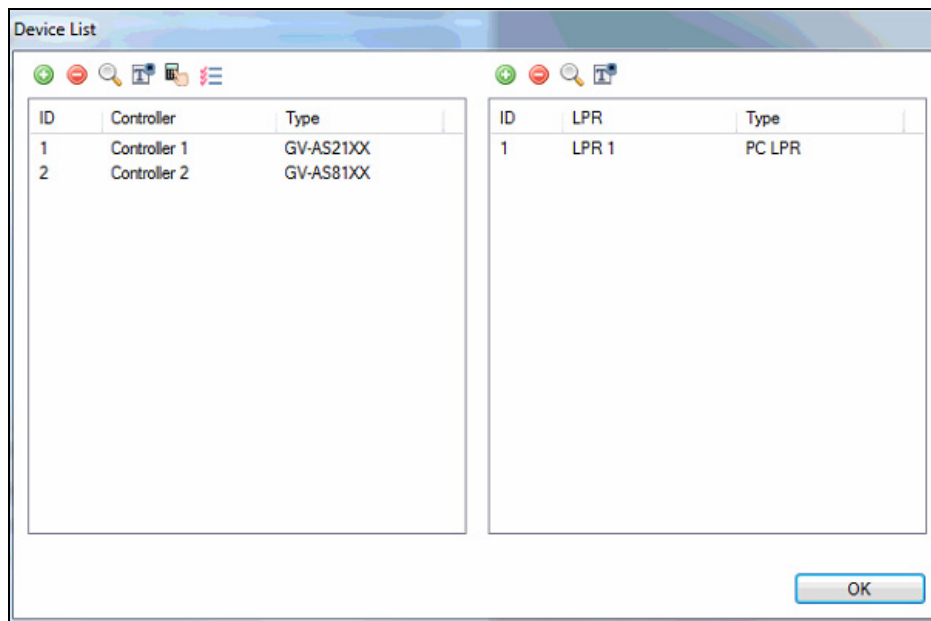 Device List
ID Controller Type
1 Controller 1 GV-AS21XX
2 Controller 2 GV-AS81XX
ID LPR Type
1 LPR 1 PC LPR
OK